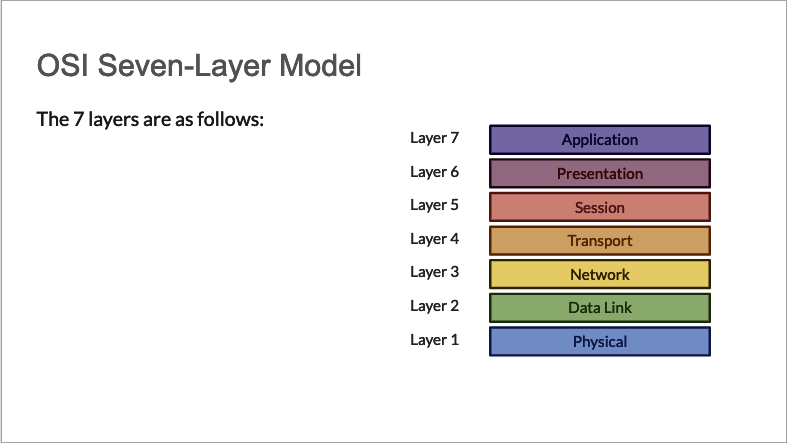 OSI Seven-Layer Model
The 7 layers are as follows:
Layer 7 Application
Layer 6 Presentation
Layer 5 Session
Layer 4 Transport
Layer 3 Network
Layer 2 Data Link
Layer 1 Physical